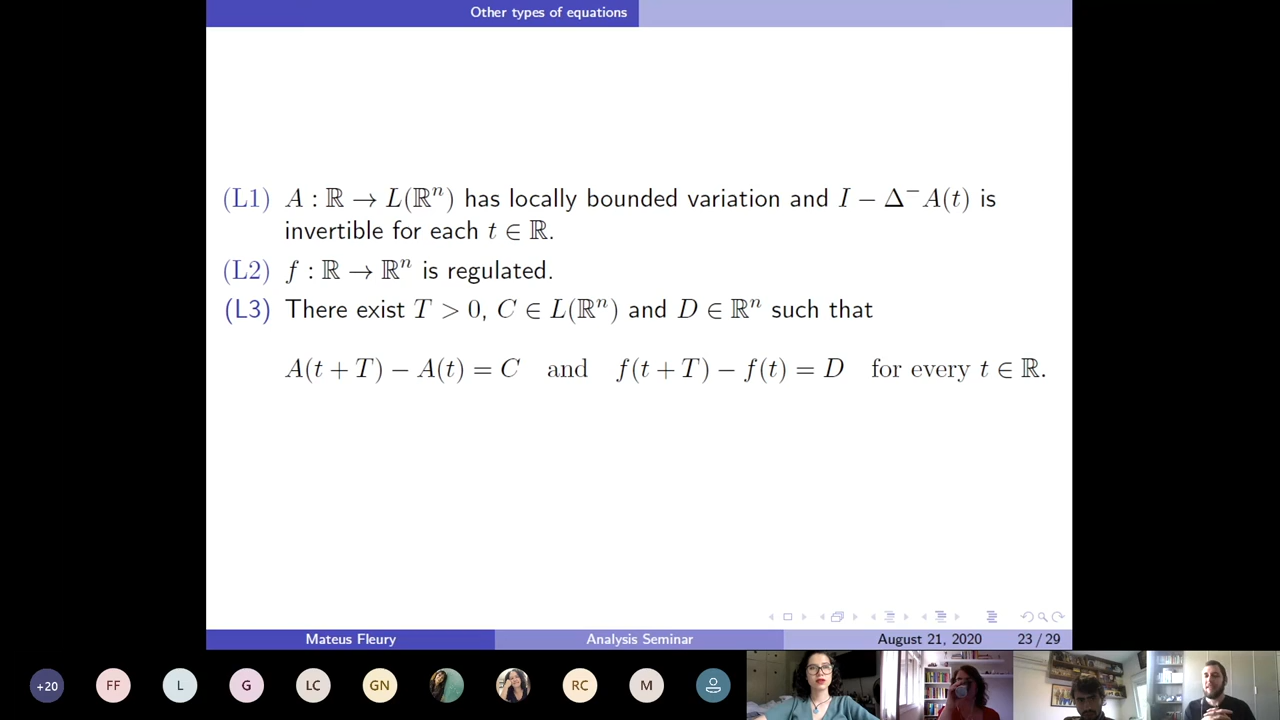 Other types of equations
(L1) A : ℝ → L(ℝⁿ) has locally bounded variation and I − Δ⁻A(t) is
invertible for each t ∈ ℝ.
(L2) f : ℝ → ℝⁿ is regulated.
(L3) There exist T > 0, C ∈ L(ℝⁿ) and D ∈ ℝⁿ such that
A(t + T) − A(t) = C and f(t + T) − f(t) = D for every t ∈ ℝ.
Mateus Fleury Analysis Seminar August 21, 2020 23 / 29
+20 FF L G LC GN RC M